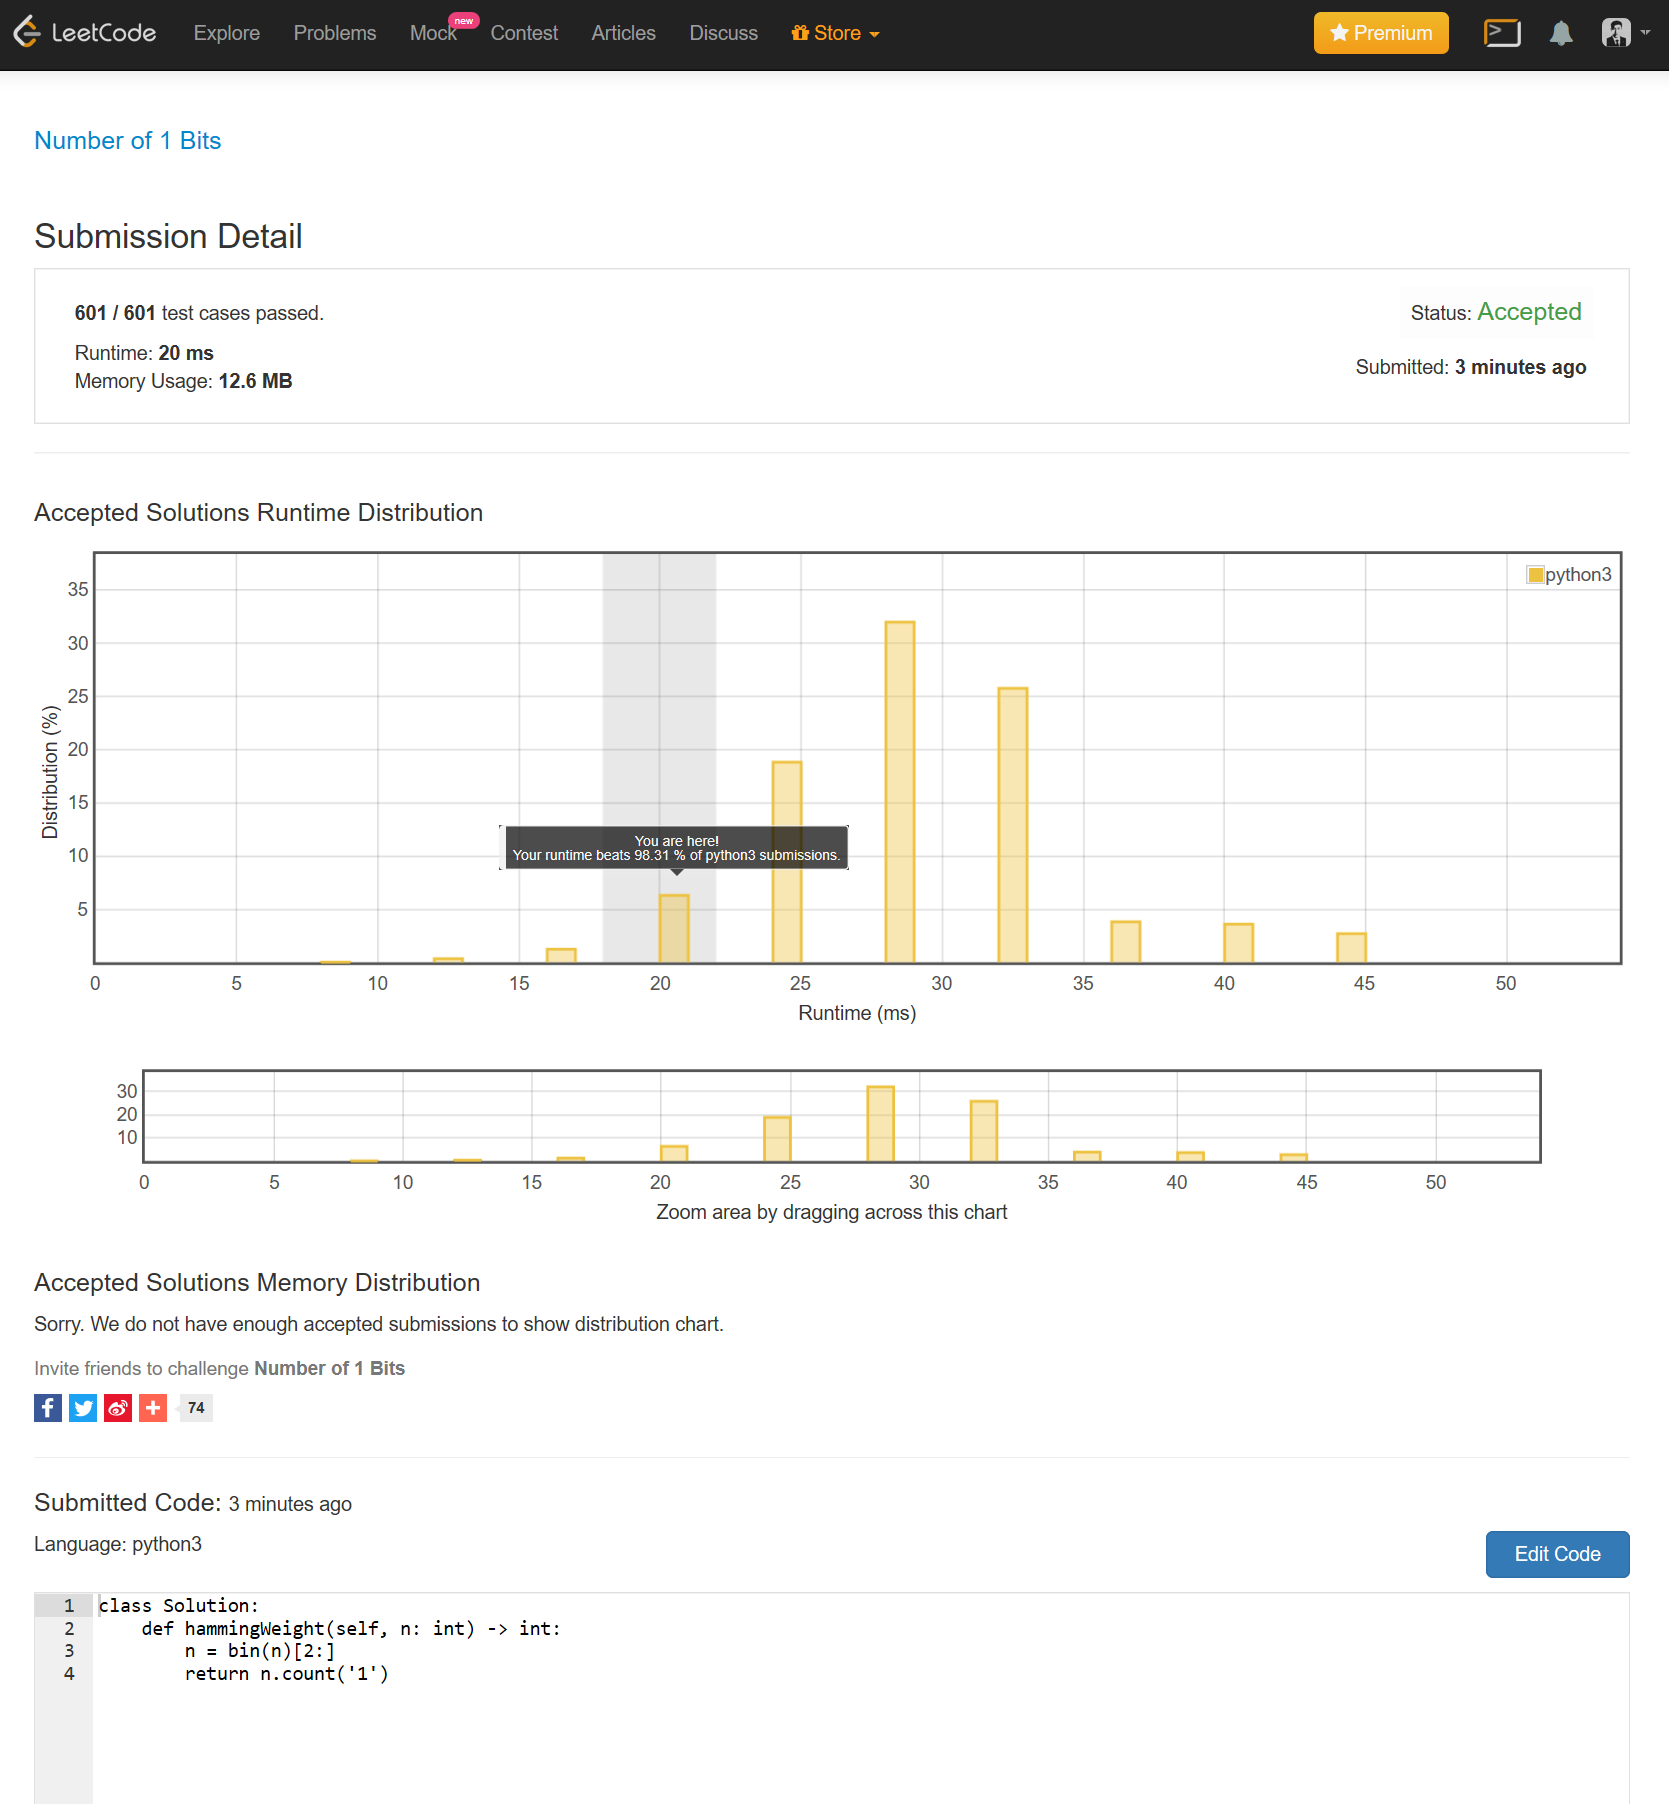 LeetCode Explore Problems Mock new Contest Articles Discuss Store Premium
Number of 1 Bits
Submission Detail
601 / 601 test cases passed.
Status: Accepted
Runtime: 20 ms
Submitted: 3 minutes ago
Memory Usage: 12.6 MB
Accepted Solutions Runtime Distribution
python3
35
30
25
20
15
10
5
Distribution (%)
You are here!
Your runtime beats 98.31 % of python3 submissions.
0 5 10 15 20 25 30 35 40 45 50
Runtime (ms)
30
20
10
0 5 10 15 20 25 30 35 40 45 50
Zoom area by dragging across this chart
Accepted Solutions Memory Distribution
Sorry. We do not have enough accepted submissions to show distribution chart.
Invite friends to challenge Number of 1 Bits
74
Submitted Code: 3 minutes ago
Language: python3
Edit Code
1 class Solution:
2     def hammingWeight(self, n: int) -> int:
3         n = bin(n)[2:]
4         return n.count('1')